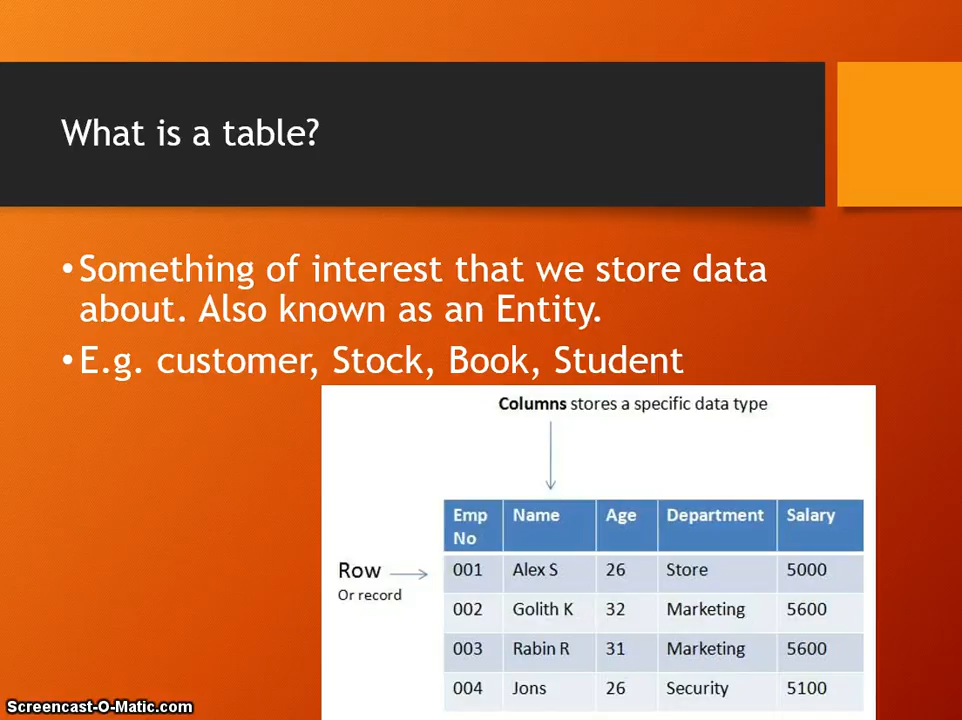 What is a table?
•Something of interest that we store data
about. Also known as an Entity.
•E.g. customer, Stock, Book, Student
Columns stores a specific data type
Emp No Name Age Department Salary
Row 001 Alex S 26 Store 5000
Or record
002 Golith K 32 Marketing 5600
003 Rabin R 31 Marketing 5600
004 Jons 26 Security 5100
Screencast-O-Matic.com